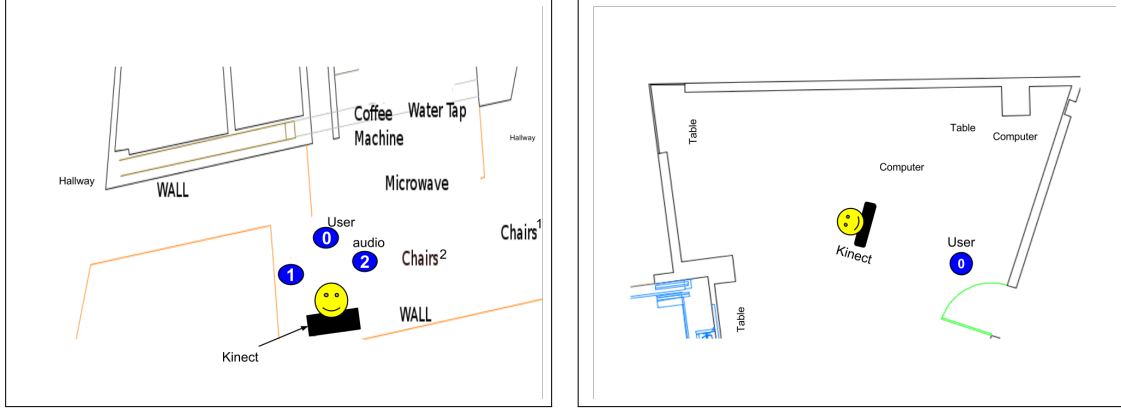 Coffee
Machine
Water Tap
Hallway
Hallway
WALL
Microwave
User
0
audio
1
2
Chairs1
Chairs2
WALL
Kinect
Table
Table
Computer
Computer
Kinect
User
0
Table